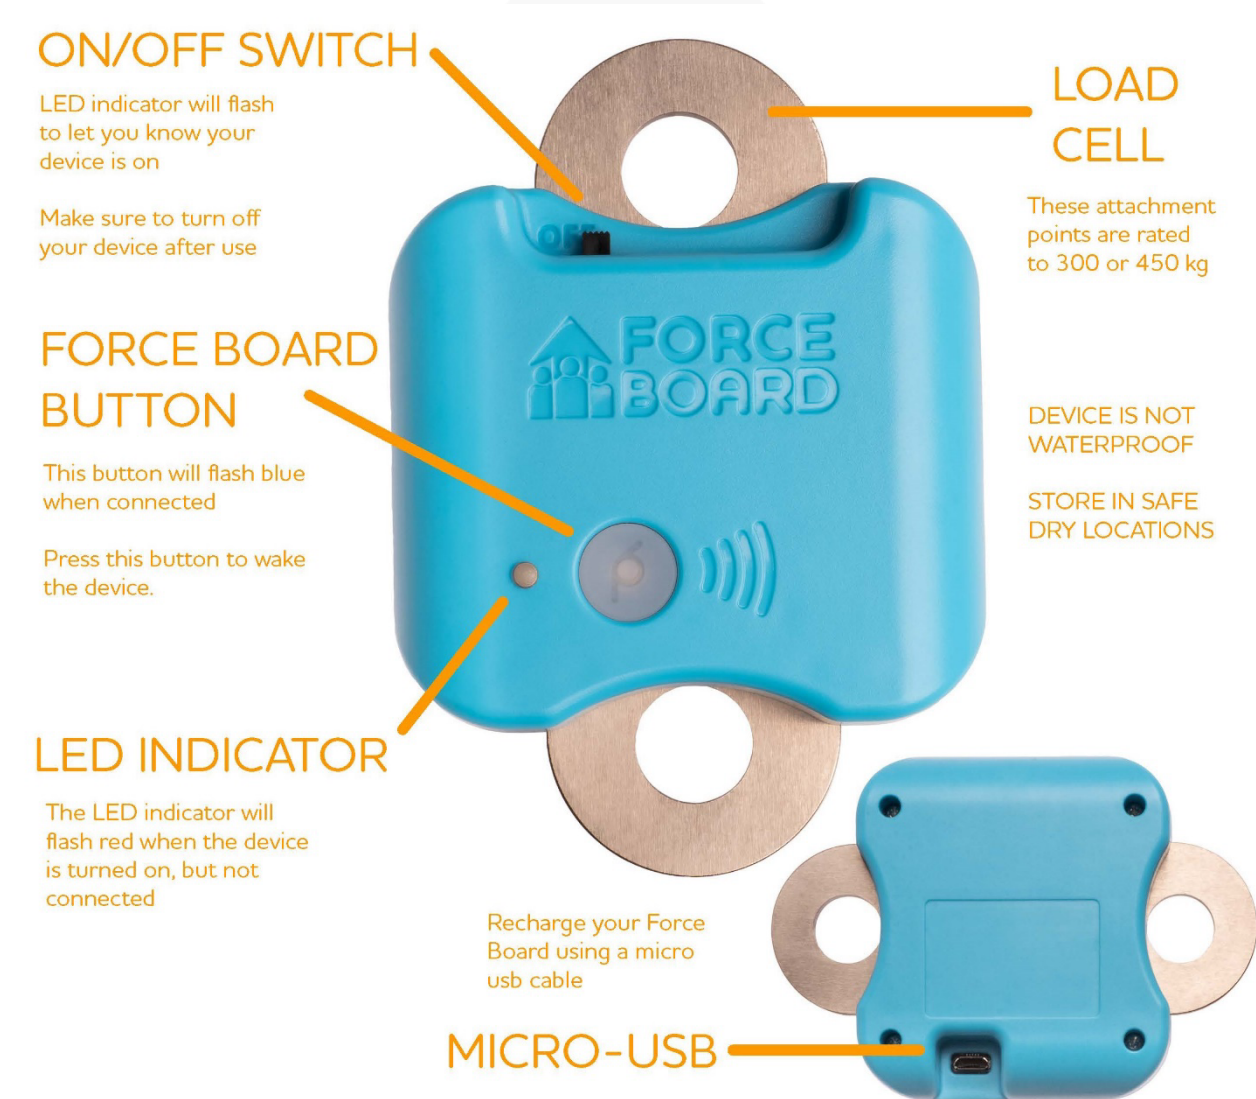 ON/OFF SWITCH
LED indicator will flash
to let you know your
device is on
Make sure to turn off
your device after use
LOAD
CELL
These attachment
points are rated
to 300 or 450 kg
OFF
FORCE
BOARD
FORCE BOARD
BUTTON
This button will flash blue
when connected
Press this button to wake
the device.
DEVICE IS NOT
WATERPROOF
STORE IN SAFE
DRY LOCATIONS
LED INDICATOR
The LED indicator will
flash red when the device
is turned on, but not
connected
Recharge your Force
Board using a micro
usb cable
MICRO-USB